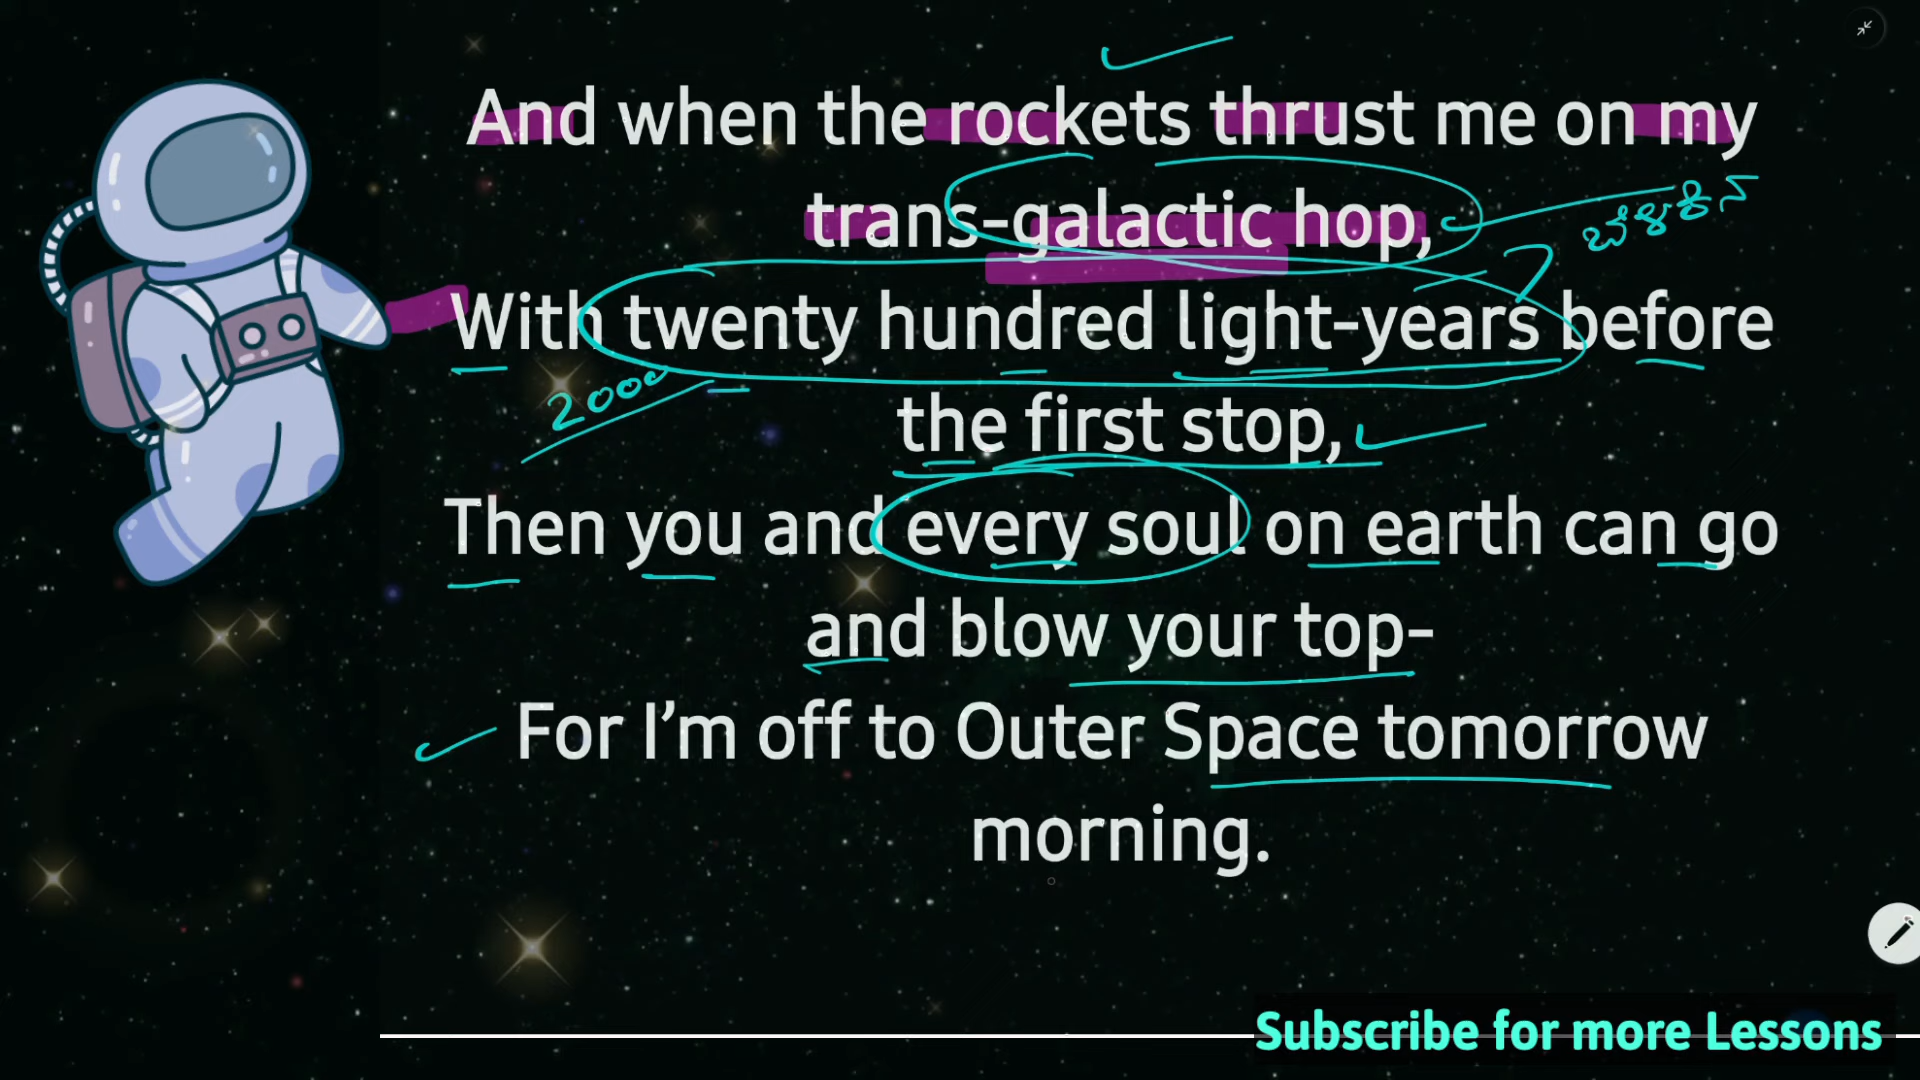 And when the rockets thrust me on my
trans-galactic hop,
With twenty hundred light-years before
2000
the first stop,
Then you and every soul on earth can go
and blow your top-
For I'm off to Outer Space tomorrow
morning.
Subscribe for more Lessons